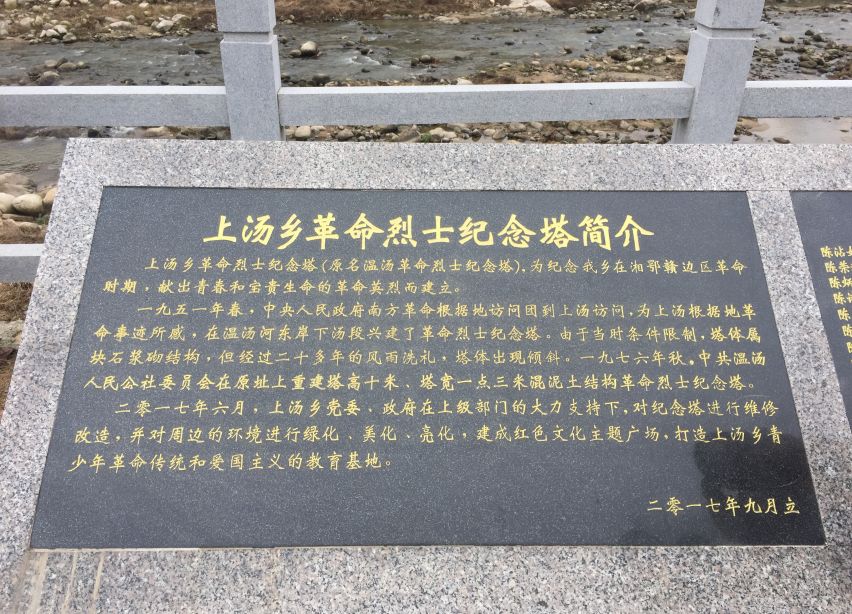 上汤乡革命烈士纪念塔简介
上汤乡革命烈士纪念塔(原名温汤革命烈士纪念塔),为纪念我乡在湘鄂赣边区革命
时期,献出青春和宝贵生命的革命英烈而建立。
一九五一年春,中央人民政府南方革命根据地访问团到上汤访问,为上汤根据地革
命事迹所感,在温汤河东岸下汤段兴建了革命烈士纪念塔。由于当时条件限制,塔体属
块石浆砌结构,但经过二十多年的风雨洗礼,塔体出现倾斜。一九七六年秋,中共温汤
人民公社委员会在原址上重建塔高十米、塔宽一点三米混泥土结构革命烈士纪念塔。
二零一七年六月,上汤乡党委、政府在上级部门的大力支持下,对纪念塔进行维修
改造,并对周边的环境进行绿化、美化、亮化,建成红色文化主题广场,打造上汤乡青
少年革命传统和爱国主义的教育基地。
二零一七年九月立
陈沾
陈荣
陈炳
陈
陈
陈